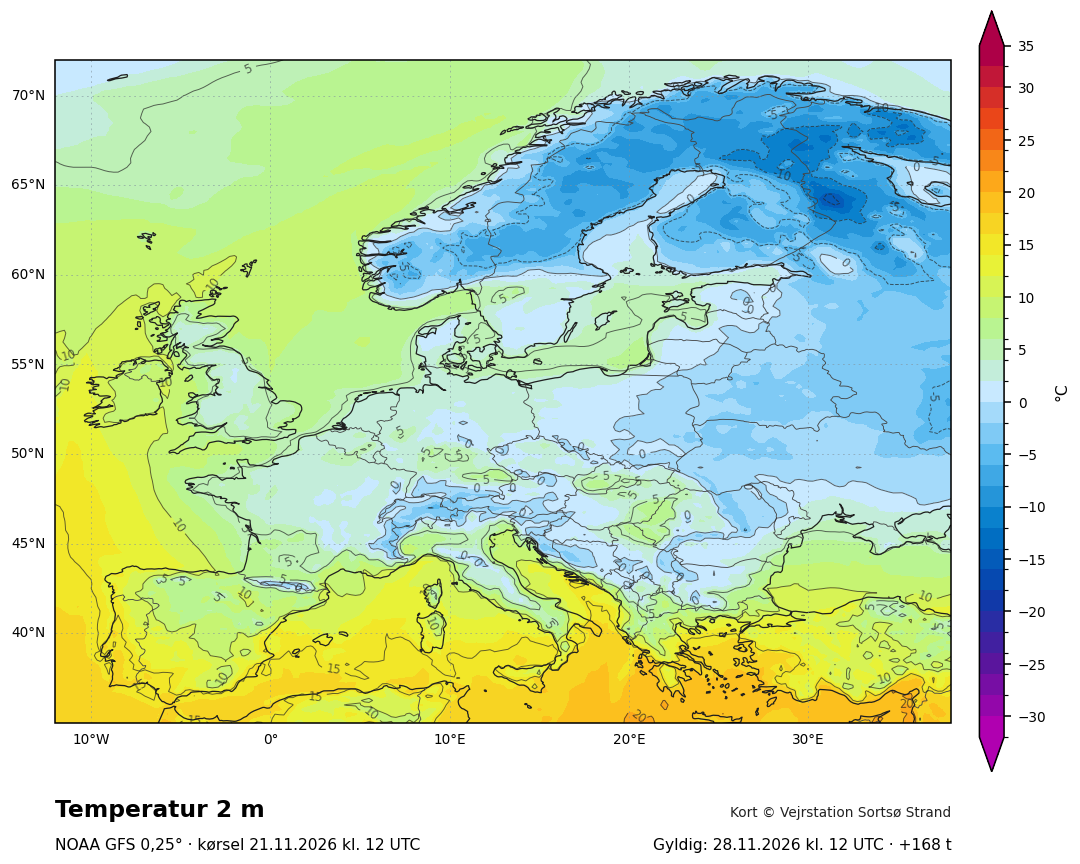 70°N
65°N
60°N
55°N
50°N
45°N
40°N
10°W
0°
10°E
20°E
30°E
35
30
25
20
15
10
5
0
−5
−10
−15
−20
−25
−30
°C
Temperatur 2 m
Kort © Vejrstation Sortsø Strand
NOAA GFS 0,25° · kørsel 21.11.2026 kl. 12 UTC
Gyldig: 28.11.2026 kl. 12 UTC · +168 t